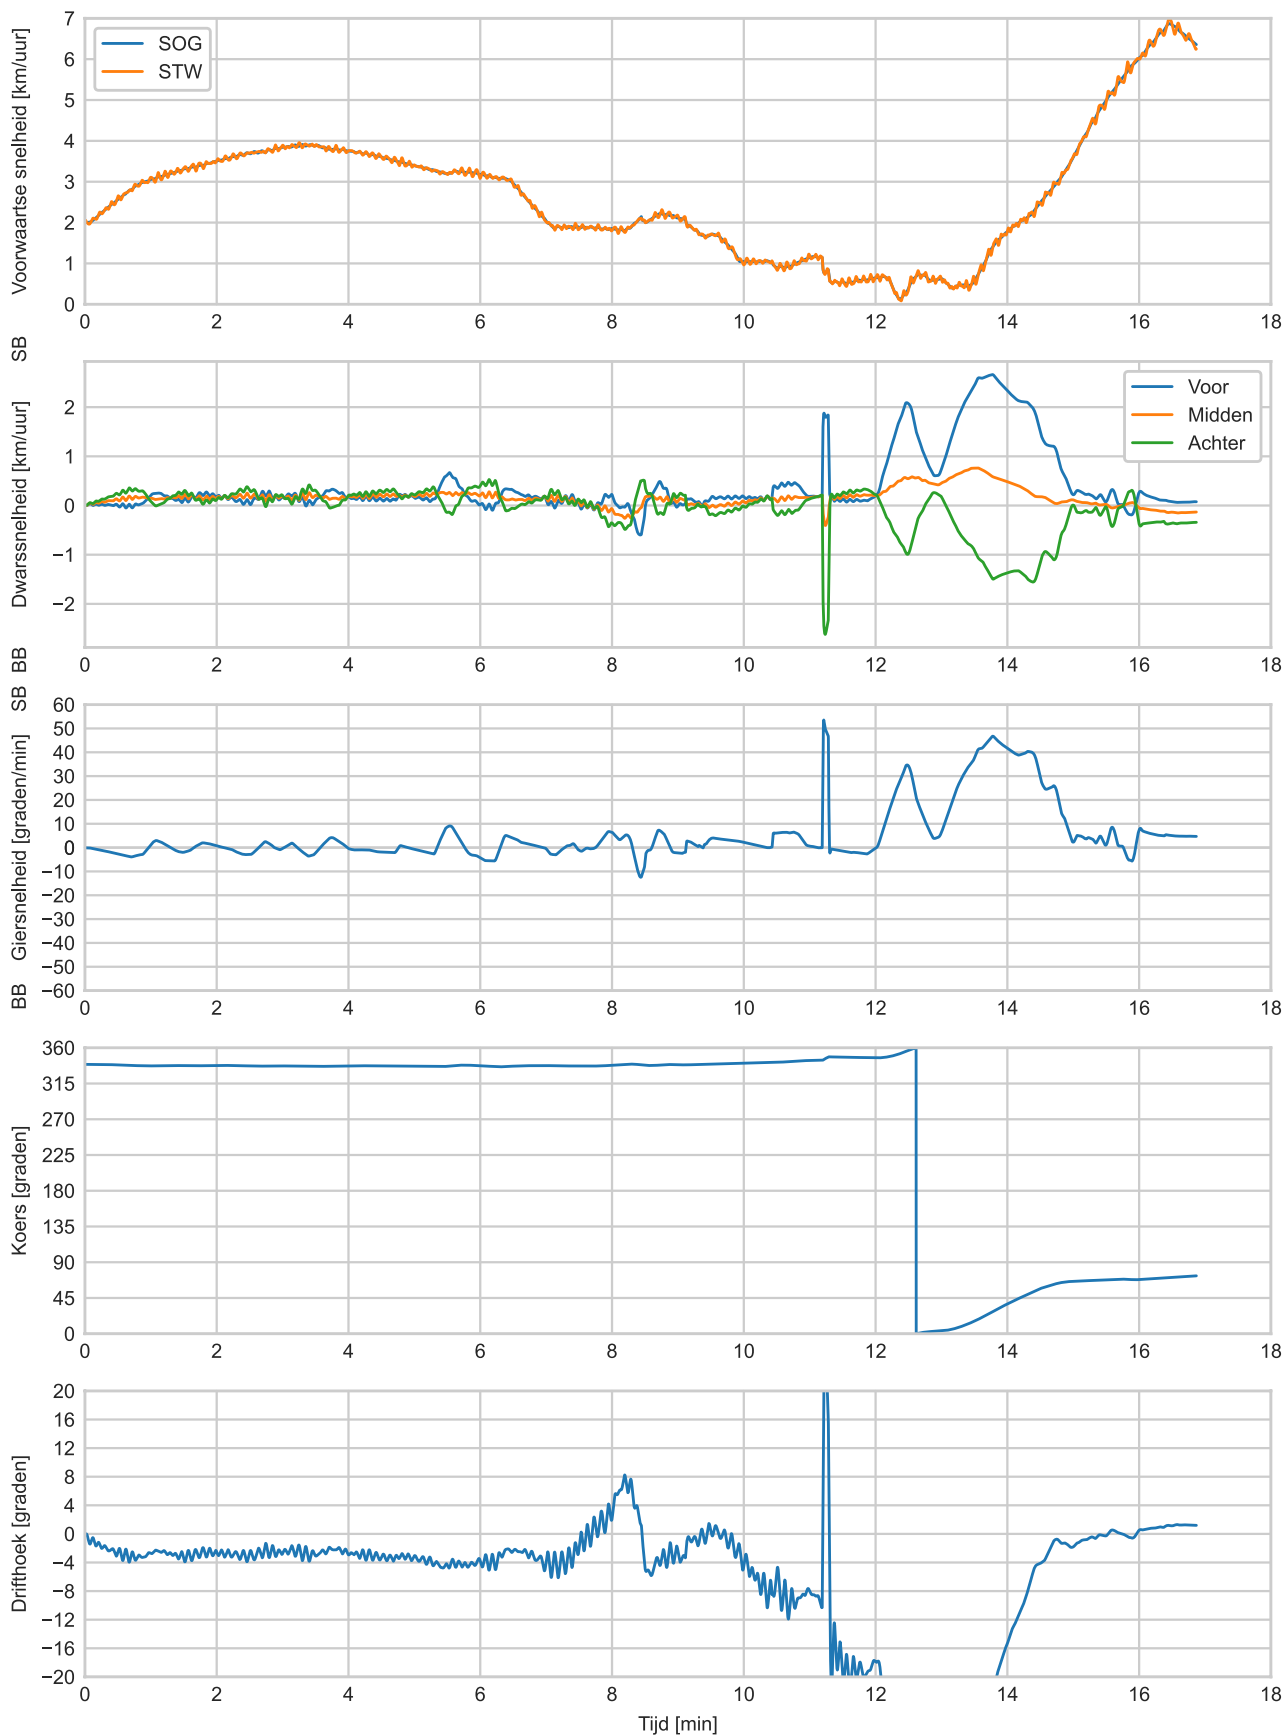 Voorwaartse snelheid [km/uur]
7
6
5
4
3
2
1
0
SOG
STW
0 2 4 6 8 10 12 14 16 18
SB
Dwarssnelheid [km/uur]
BB
2
1
0
−1
−2
Voor
Midden
Achter
0 2 4 6 8 10 12 14 16 18
SB
Giersnelheid [graden/min]
BB
60
50
40
30
20
10
0
−10
−20
−30
−40
−50
−60
0 2 4 6 8 10 12 14 16 18
Koers [graden]
360
315
270
225
180
135
90
45
0
0 2 4 6 8 10 12 14 16 18
Drifthoek [graden]
20
16
12
8
4
0
−4
−8
−12
−16
−20
0 2 4 6 8 10 12 14 16 18
Tijd [min]